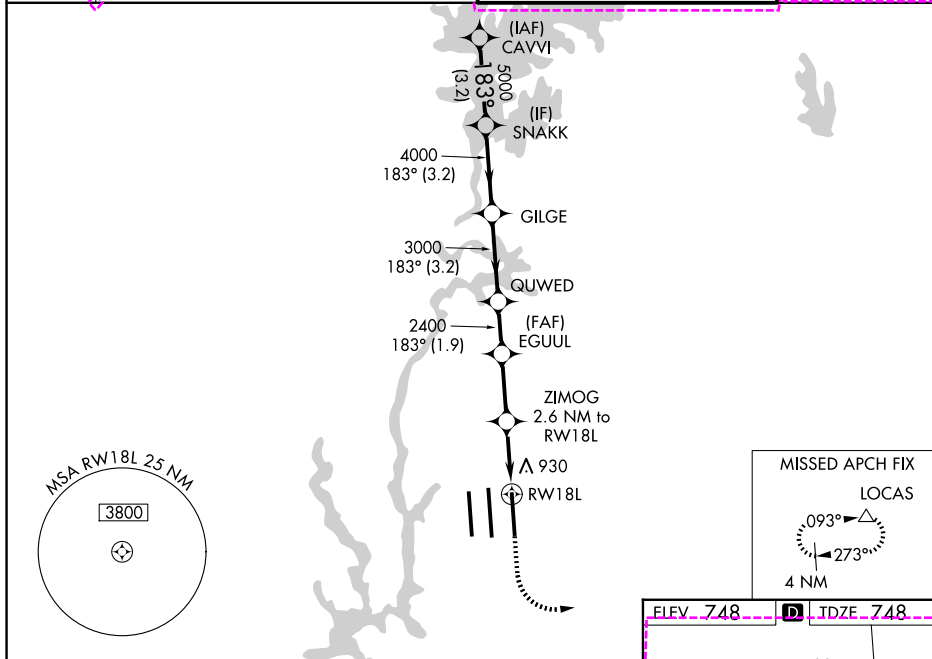 (IAF)
CAVVI
5000
183°
(3.2)
(IF)
SNAKK
4000
183° (3.2)
GILGE
3000
183° (3.2)
QUWED
2400
183° (1.9)
(FAF)
EGUUL
ZIMOG
2.6 NM to
RW18L
930
RW18L
MSA RW18L 25 NM
3800
MISSED APCH FIX
LOCAS
093°
273°
4 NM
ELEV 748
D
TDZE 748